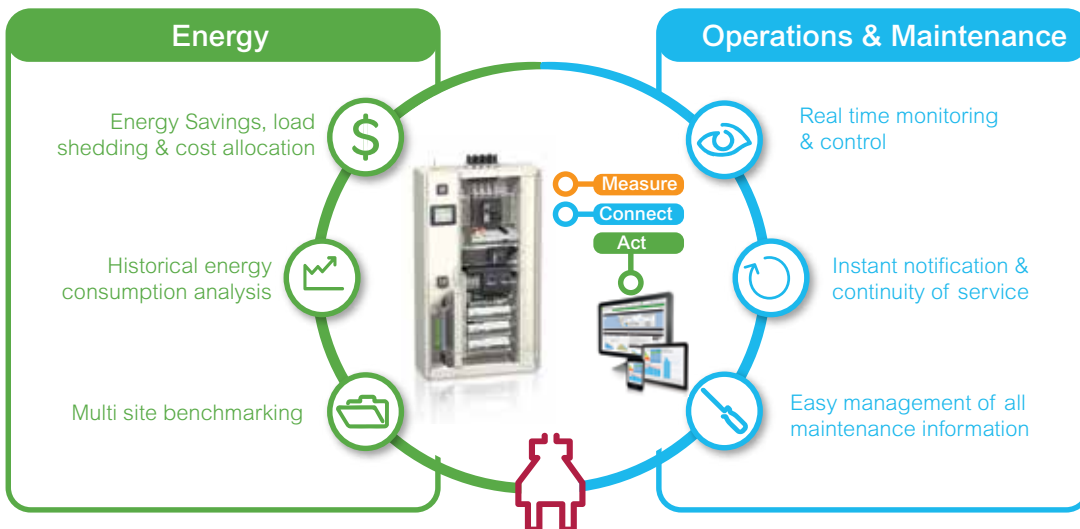 Energy
Energy Savings, load
shedding & cost allocation
Historical energy
consumption analysis
Multi site benchmarking
$
Measure
Connect
Act
Operations & Maintenance
Real time monitoring
& control
Instant notification &
continuity of service
Easy management of all
maintenance information